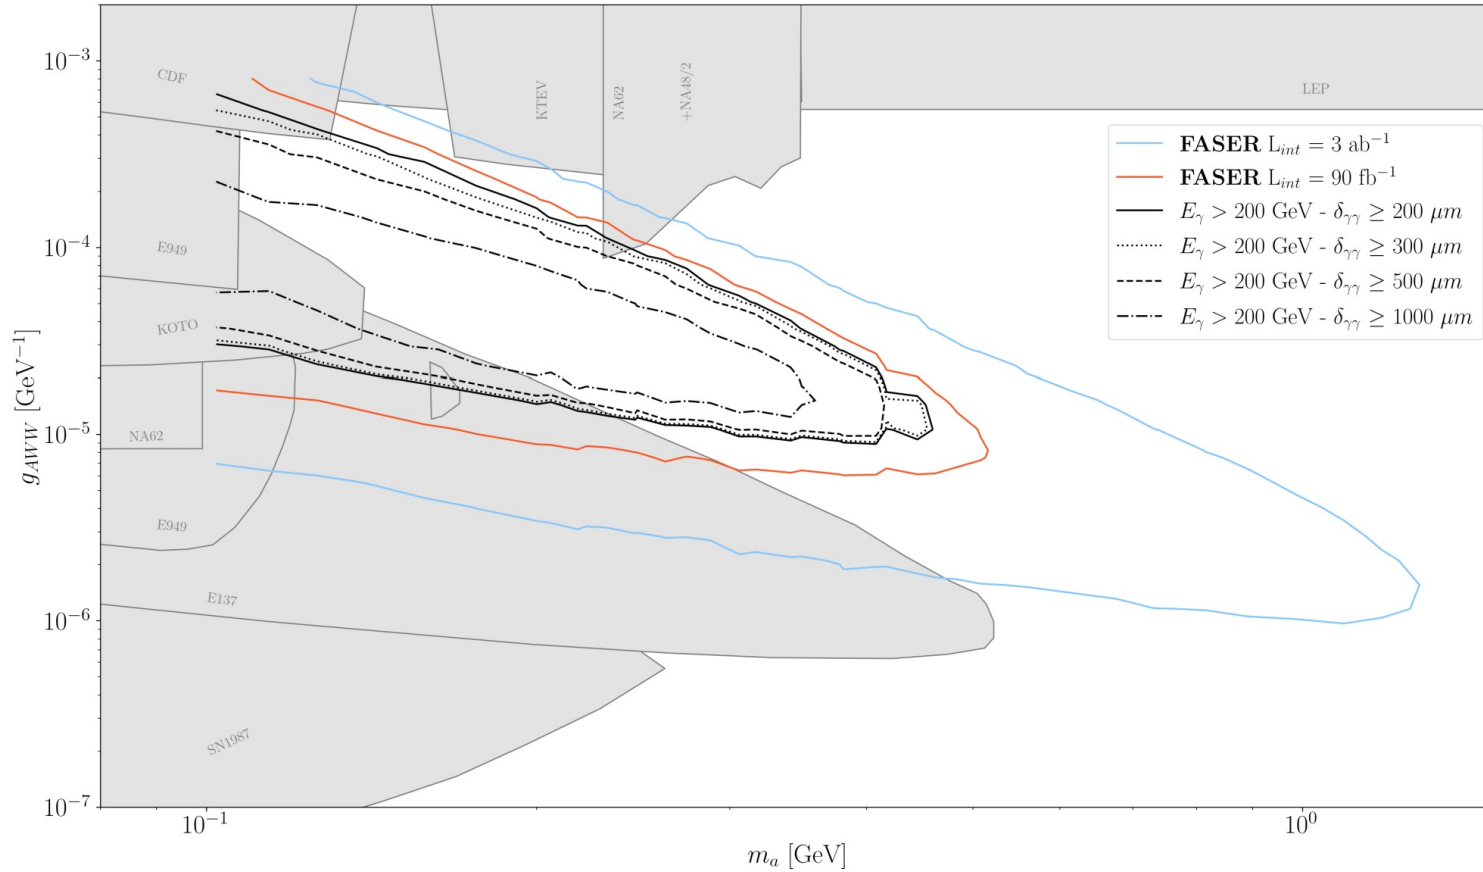 10⁻³
10⁻⁴
10⁻⁵
10⁻⁶
10⁻⁷
g_AWW [GeV⁻¹]
10⁻¹
10⁰
m_a [GeV]
CDF
KTEV
NA62
+NA48/2
LEP
E949
KOTO
NA62
E949
E137
SN1987
FASER L_int = 3 ab⁻¹
FASER L_int = 90 fb⁻¹
E_γ > 200 GeV - δ_γγ ≥ 200 μm
E_γ > 200 GeV - δ_γγ ≥ 300 μm
E_γ > 200 GeV - δ_γγ ≥ 500 μm
E_γ > 200 GeV - δ_γγ ≥ 1000 μm